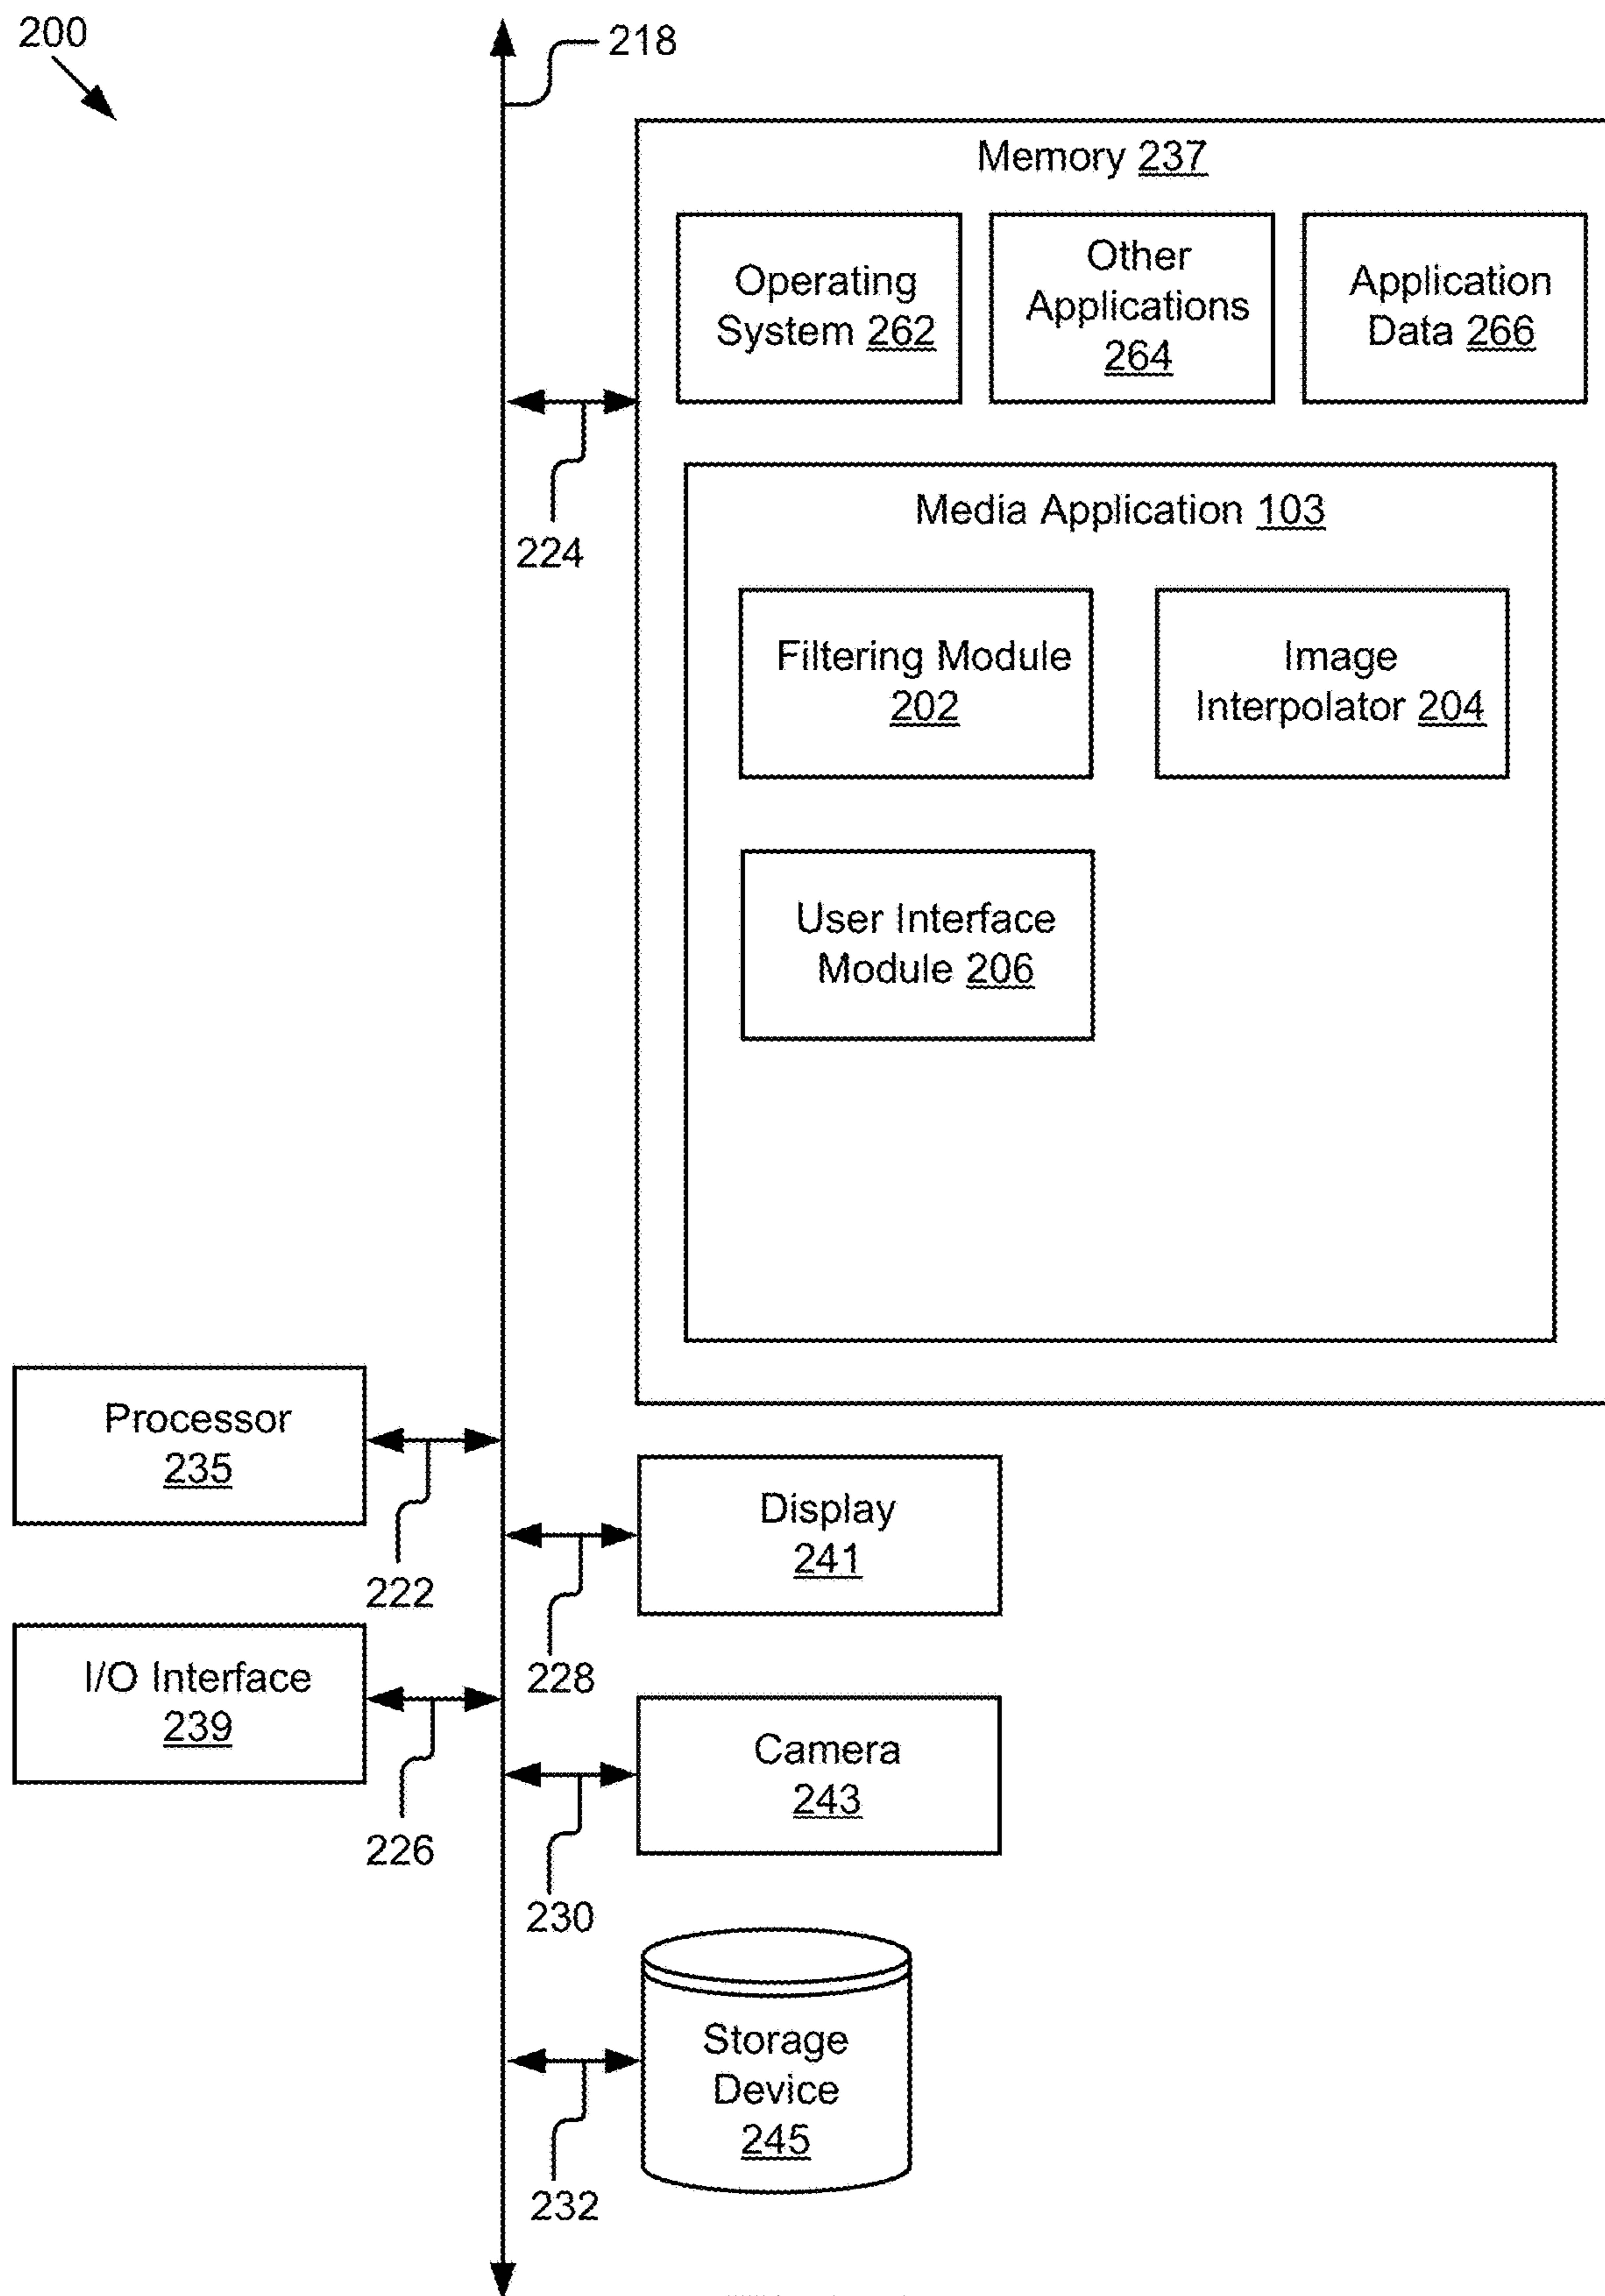 200
218
Memory 237
Operating
System 262
Other
Applications
264
Application
Data 266
224
Media Application 103
Filtering Module
202
Image
Interpolator 204
User Interface
Module 206
Processor
235
222
Display
241
228
I/O Interface
239
226
Camera
243
230
Storage
Device
245
232